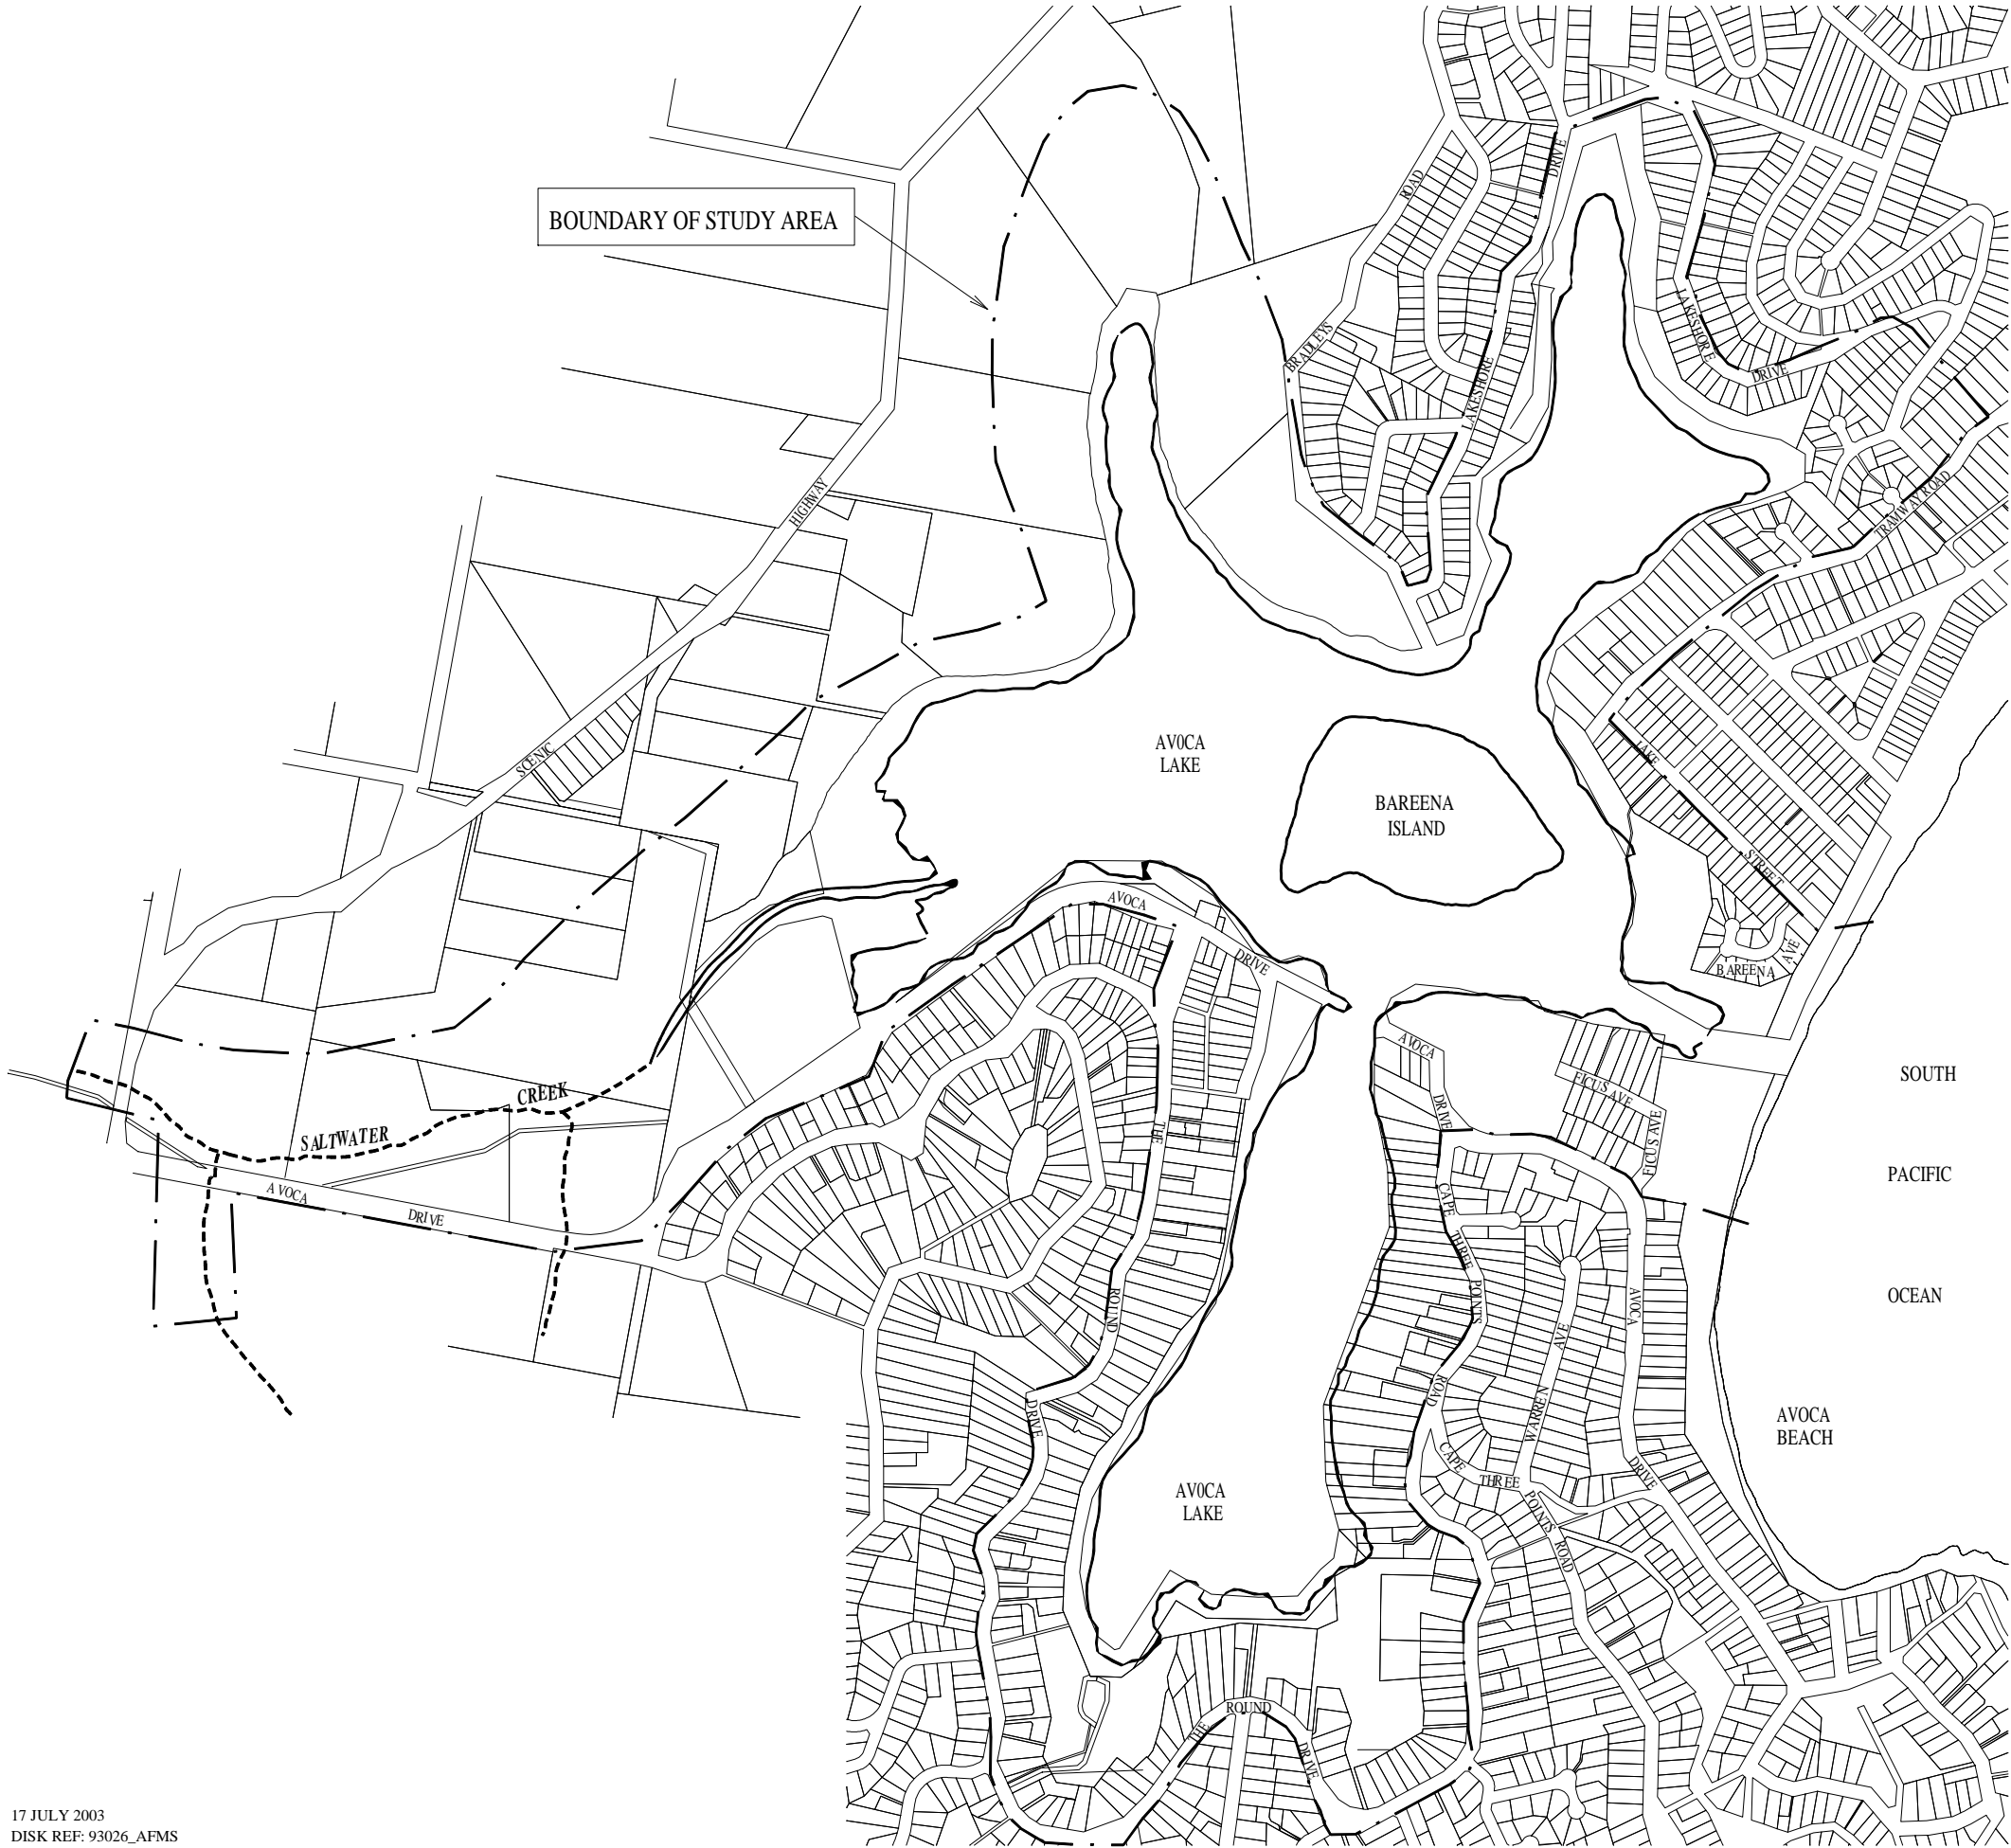 ROAD
DRIVE
BOUNDARY OF STUDY AREA
BRADLEYS
LAKESHORE
LAKESHORE
DRIVE
HIGHWAY
TRAMWAY ROAD
SCENIC
AV0CA
LAKE
LAKE
STREET
BAREENA
ISLAND
AVOCA
DRIVE
BAREENA
AVE
AVOCA
DRIVE
FICUS AVE
FICUS AVE
SOUTH
PACIFIC
OCEAN
SALTWATER
CREEK
AVOCA
DRIVE
THE
ROUND
DRIVE
CAPE
THREE
POINTS
ROAD
AVOCA
DRIVE
WARREN
AVE
AVOCA
BEACH
CAPE
THREE
POINTS
ROAD
AV0CA
LAKE
THE
ROUND
DRIVE
17 JULY 2003
DISK REF: 93026_AFMS